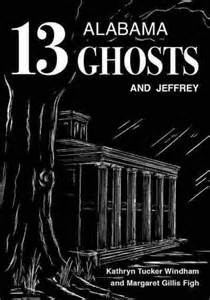 13 ALABAMA
GHOSTS
AND JEFFREY
Kathryn Tucker Windham
and Margaret Gillis Figh